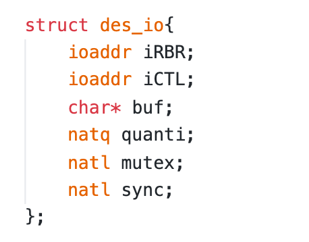 struct des_io{
    ioaddr iRBR;
    ioaddr iCTL;
    char* buf;
    natq quanti;
    natl mutex;
    natl sync;
};